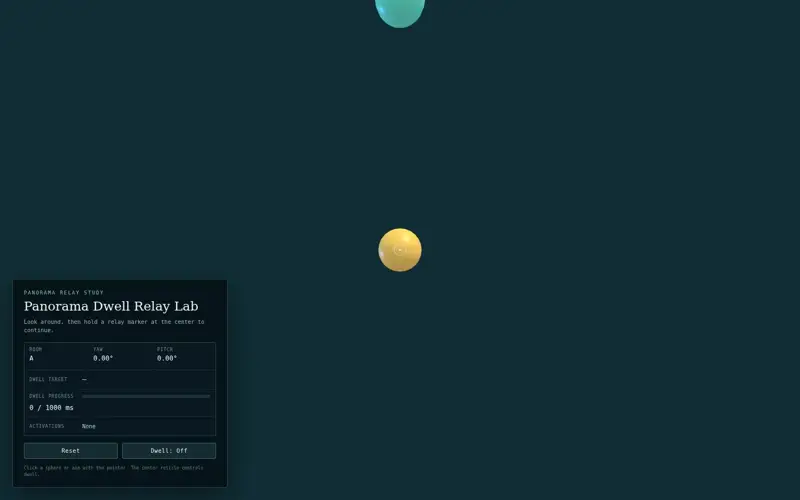 PANORAMA RELAY STUDY
Panorama Dwell Relay Lab
Look around, then hold a relay marker at the center to
continue.
ROOM YAW PITCH
A 0.00° 0.00°
DWELL TARGET —
DWELL PROGRESS
0 / 1000 ms
ACTIVATIONS None
Reset Dwell: Off
Click a sphere or aim with the pointer. The center reticle controls
dwell.